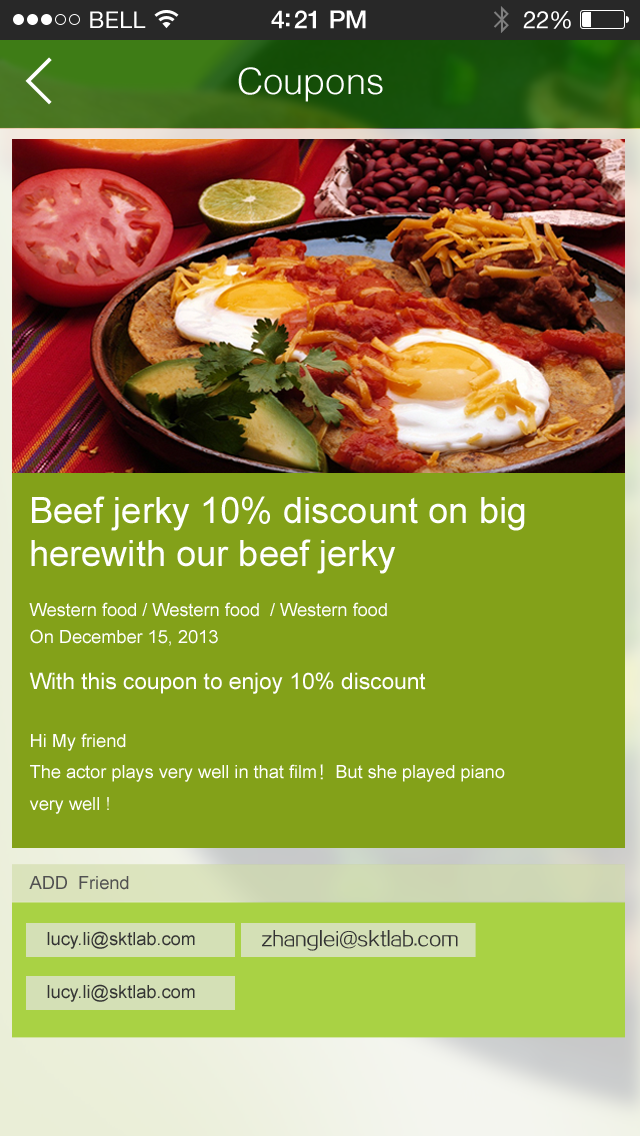 BELL 4:21 PM 22%
Coupons
Beef jerky 10% discount on big
herewith our beef jerky
Western food / Western food / Western food
On December 15, 2013
With this coupon to enjoy 10% discount
Hi My friend
The actor plays very well in that film！But she played piano
very well !
ADD Friend
lucy.li@sktlab.com zhanglei@sktlab.com
lucy.li@sktlab.com